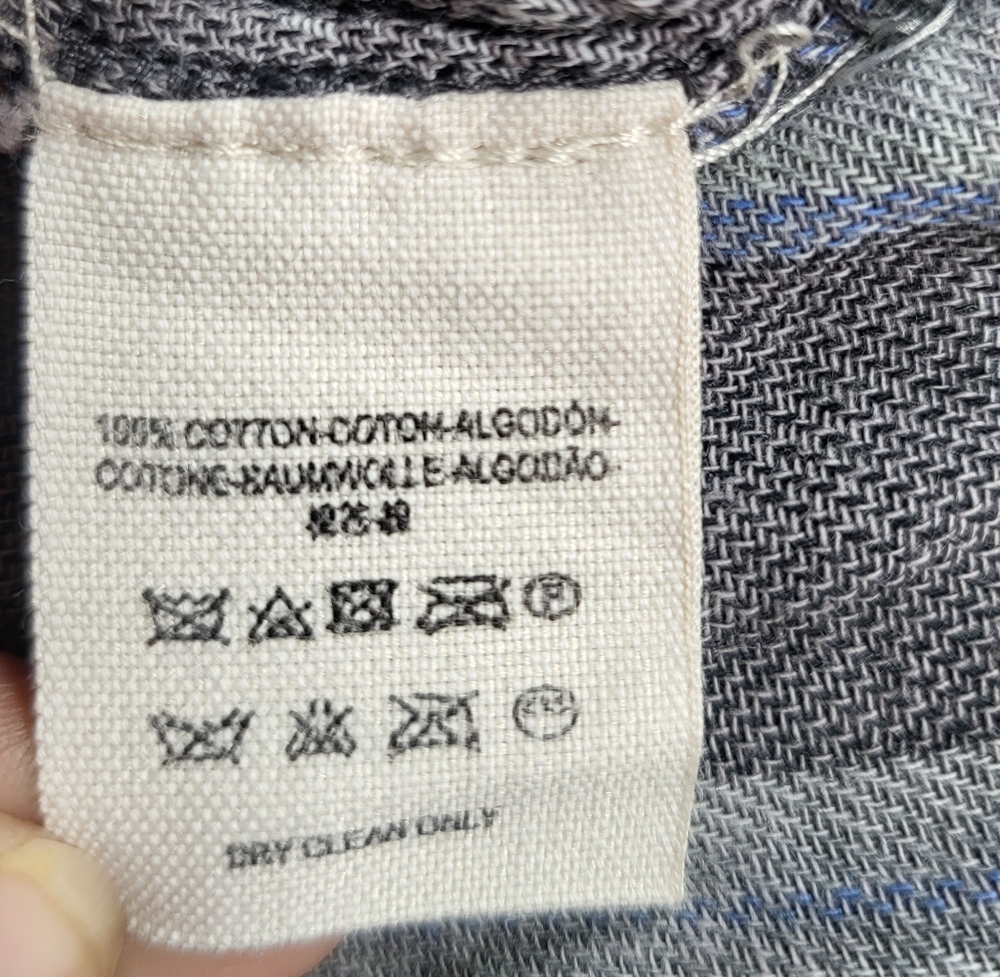 100% COTTON-COTON-ALGODÓN-
COTONE-BAUMWOLLE-ALGODÃO
DRY CLEAN ONLY